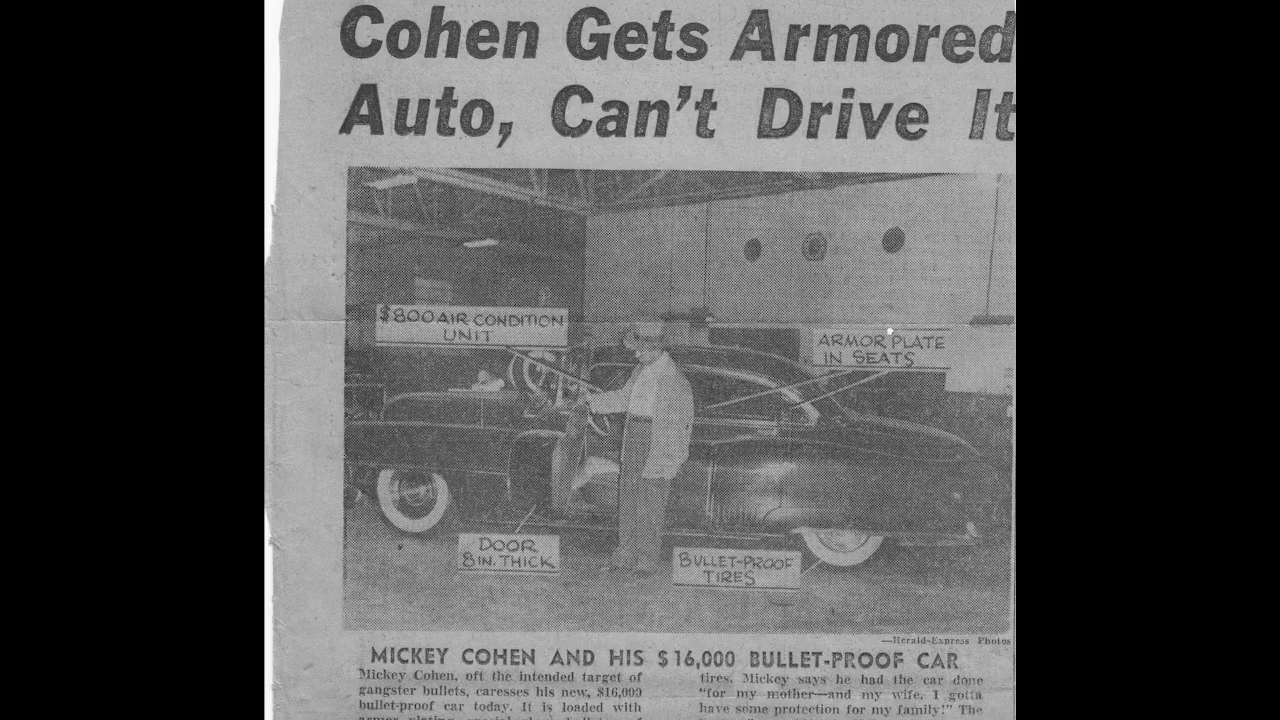 Cohen Gets Armored
Auto, Can't Drive It
$800 AIR CONDITION
UNIT
ARMOR PLATE
IN SEATS
DOOR
8 IN. THICK
BULLET-PROOF
TIRES
—Herald-Express Photos
MICKEY COHEN AND HIS $16,000 BULLET-PROOF CAR
Mickey Cohen, oft the intended target of
gangster bullets, caresses his new, $16,000
bullet-proof car today. It is loaded with
tires. Mickey says he had the car done
"for my mother—and my wife. I gotta
have some protection for my family!" The